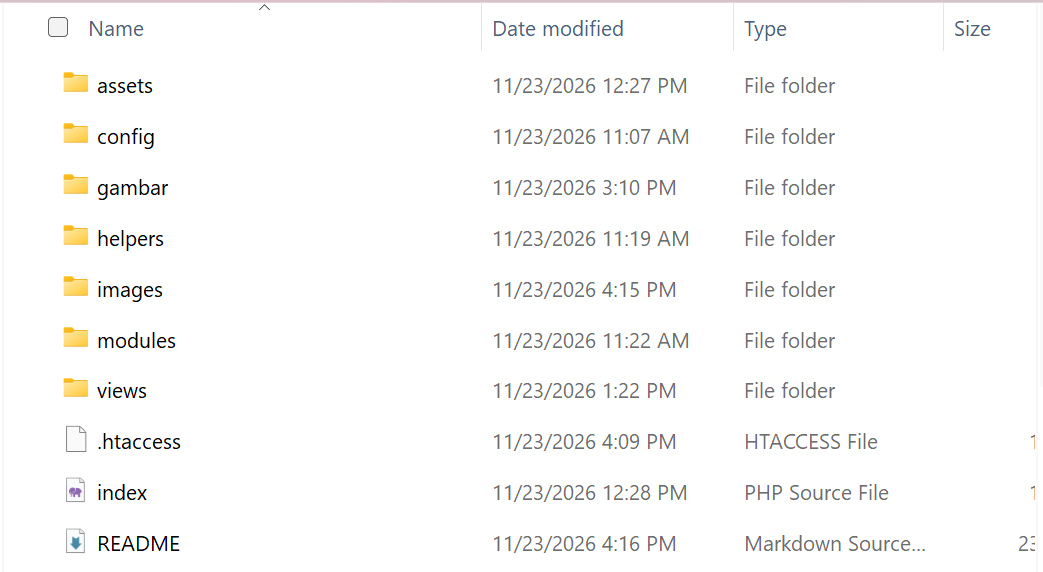 Name Date modified Type Size
assets 11/23/2026 12:27 PM File folder
config 11/23/2026 11:07 AM File folder
gambar 11/23/2026 3:10 PM File folder
helpers 11/23/2026 11:19 AM File folder
images 11/23/2026 4:15 PM File folder
modules 11/23/2026 11:22 AM File folder
views 11/23/2026 1:22 PM File folder
.htaccess 11/23/2026 4:09 PM HTACCESS File
index 11/23/2026 12:28 PM PHP Source File
README 11/23/2026 4:16 PM Markdown Source...